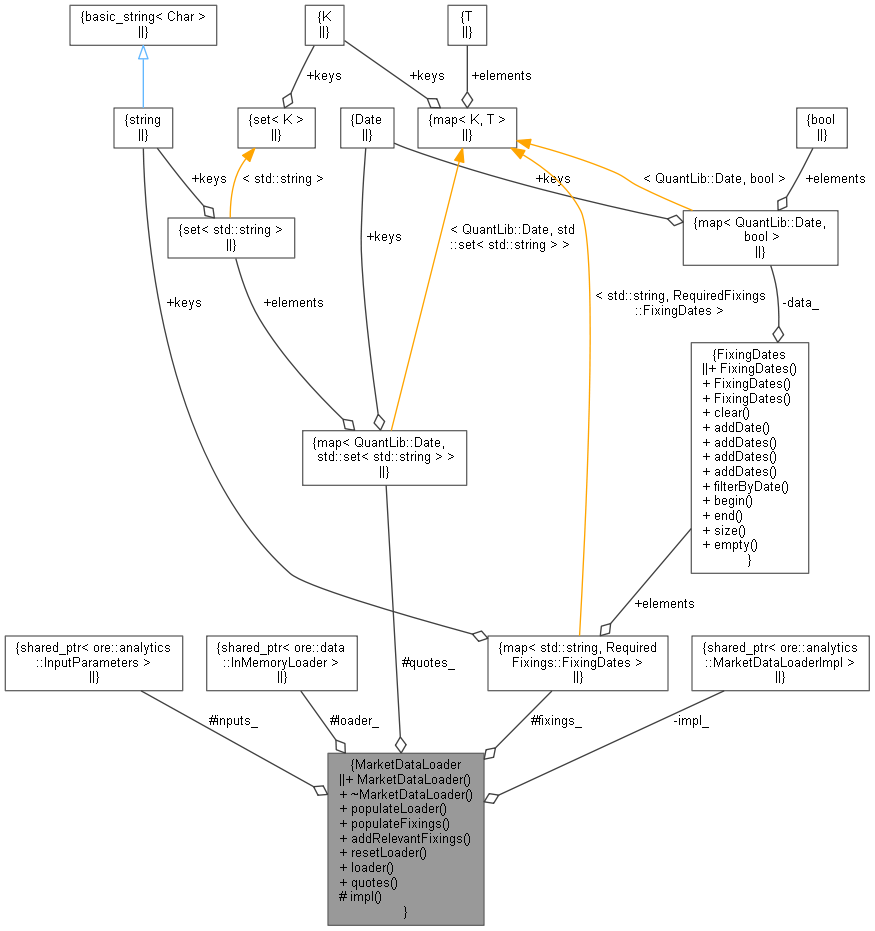 {basic_string< Char >
||}
{K
||}
{T
||}
+keys
+keys
+elements
{string
||}
{set< K >
||}
{Date
||}
{map< K, T >
||}
{bool
||}
+keys
< std::string >
+keys
< QuantLib::Date, bool >
+elements
{set< std::string >
||}
+keys
< QuantLib::Date, std
::set< std::string > >
{map< QuantLib::Date,
bool >
||}
+keys
+elements
< std::string, RequiredFixings
::FixingDates >
-data_
{FixingDates
||+ FixingDates()
+ FixingDates()
+ FixingDates()
+ clear()
+ addDate()
+ addDates()
+ addDates()
+ addDates()
+ filterByDate()
+ begin()
+ end()
+ size()
+ empty()
}
{map< QuantLib::Date,
std::set< std::string > >
||}
+elements
{shared_ptr< ore::analytics
::InputParameters >
||}
{shared_ptr< ore::data
::InMemoryLoader >
||}
#quotes_
{map< std::string, Required
Fixings::FixingDates >
||}
{shared_ptr< ore::analytics
::MarketDataLoaderImpl >
||}
#inputs_
#loader_
#fixings_
-impl_
{MarketDataLoader
||+ MarketDataLoader()
+ ~MarketDataLoader()
+ populateLoader()
+ populateFixings()
+ addRelevantFixings()
+ resetLoader()
+ loader()
+ quotes()
# impl()
}